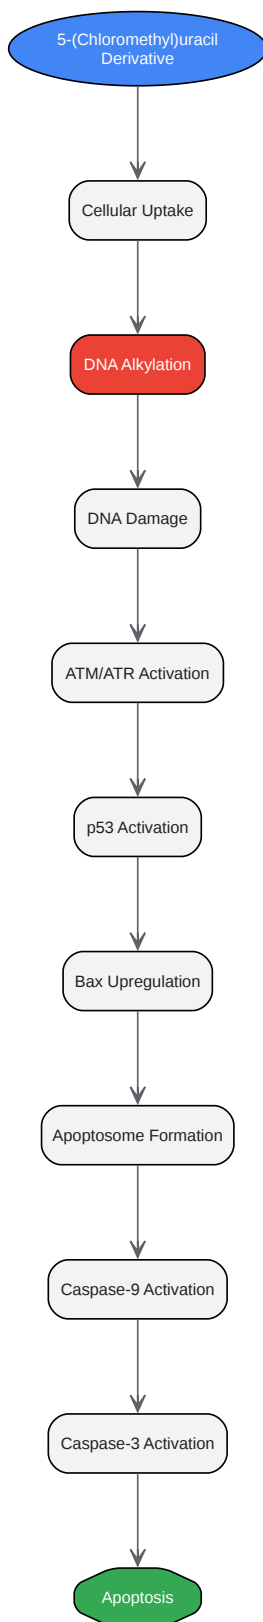 5-(Chloromethyl)uracil
Derivative
Cellular Uptake
DNA Alkylation
DNA Damage
ATM/ATR Activation
p53 Activation
Bax Upregulation
Apoptosome Formation
Caspase-9 Activation
Caspase-3 Activation
Apoptosis